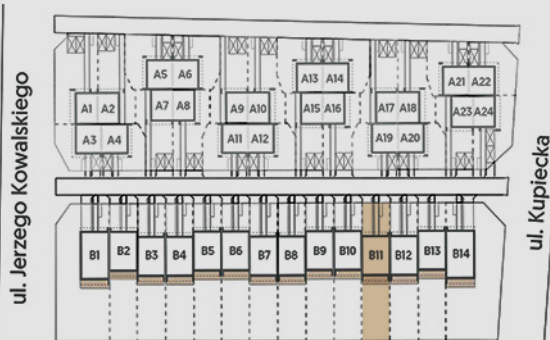 ul. Jerzego Kowalskiego
ul. Kupiecka
A5 A6
A13 A14
A21 A22
A1 A2
A7 A8
A9 A10
A15 A16
A17 A18
A23 A24
A3 A4
A11 A12
A19 A20
B1 B2 B3 B4 B5 B6 B7 B8 B9 B10 B11 B12 B13 B14